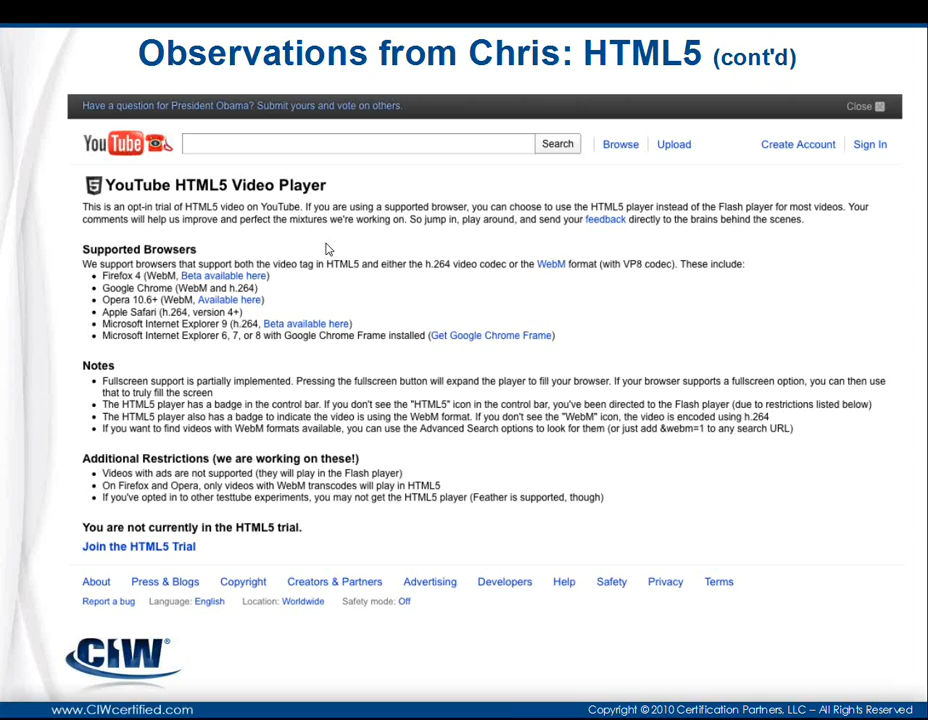 Observations from Chris: HTML5 (cont'd)
Have a question for President Obama? Submit yours and vote on others.
Close
YouTube
Search
Browse
Upload
Create Account
Sign In
5 YouTube HTML5 Video Player
This is an opt-in trial of HTML5 video on YouTube. If you are using a supported browser, you can choose to use the HTML5 player instead of the Flash player for most videos. Your
comments will help us improve and perfect the mixtures we're working on. So jump in, play around, and send your feedback directly to the brains behind the scenes.
Supported Browsers
We support browsers that support both the video tag in HTML5 and either the h.264 video codec or the WebM format (with VP8 codec). These include:
• Firefox 4 (WebM, Beta available here)
• Google Chrome (WebM and h.264)
• Opera 10.6+ (WebM, Available here)
• Apple Safari (h.264, version 4+)
• Microsoft Internet Explorer 9 (h.264, Beta available here)
• Microsoft Internet Explorer 6, 7, or 8 with Google Chrome Frame installed (Get Google Chrome Frame)
Notes
• Fullscreen support is partially implemented. Pressing the fullscreen button will expand the player to fill your browser. If your browser supports a fullscreen option, you can then use
that to truly fill the screen
• The HTML5 player has a badge in the control bar. If you don't see the "HTML5" icon in the control bar, you've been directed to the Flash player (due to restrictions listed below)
• The HTML5 player also has a badge to indicate the video is using the WebM format. If you don't see the "WebM" icon, the video is encoded using h.264
• If you want to find videos with WebM formats available, you can use the Advanced Search options to look for them (or just add &webm=1 to any search URL)
Additional Restrictions (we are working on these!)
• Videos with ads are not supported (they will play in the Flash player)
• On Firefox and Opera, only videos with WebM transcodes will play in HTML5
• If you've opted in to other testtube experiments, you may not get the HTML5 player (Feather is supported, though)
You are not currently in the HTML5 trial.
Join the HTML5 Trial
About Press & Blogs Copyright Creators & Partners Advertising Developers Help Safety Privacy Terms
Report a bug Language: English Location: Worldwide Safety mode: Off
CIW®
www.CIWcertified.com
Copyright © 2010 Certification Partners, LLC – All Rights Reserved